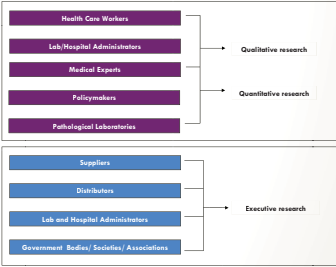 Health Care Workers
Lab/Hospital Administrators
Medical Experts
Policymakers
Pathological Laboratories
Qualitative research
Quantitative research
Suppliers
Distributors
Lab and Hospital Administrators
Government Bodies/ Societies/ Associations
Executive research